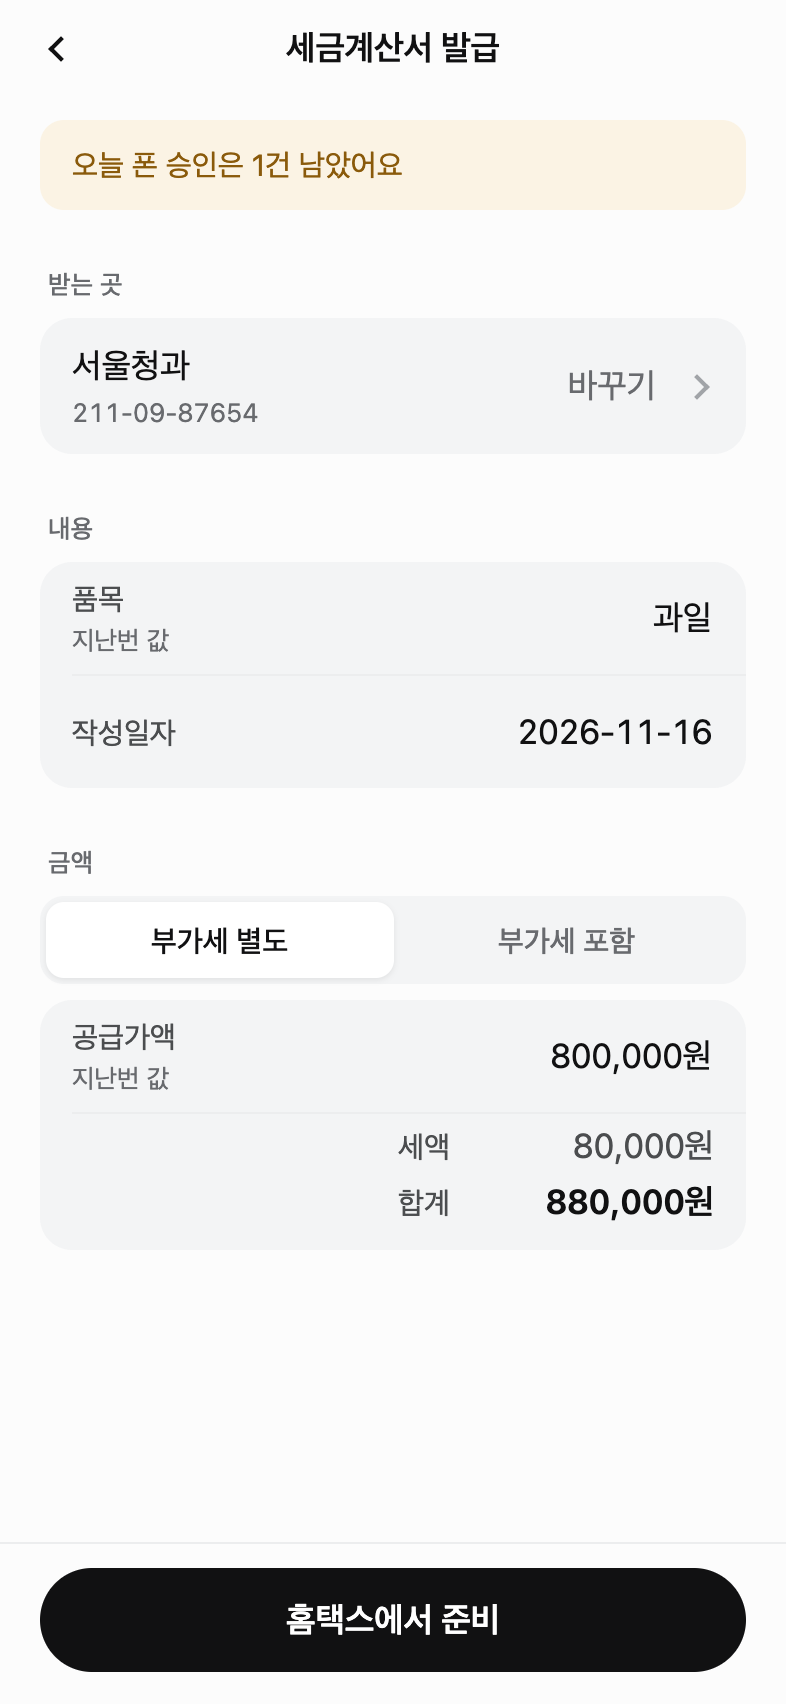 세금계산서 발급
오늘 폰 승인은 1건 남았어요
받는 곳
서울청과
211-09-87654
바꾸기
내용
품목
지난번 값
과일
작성일자
2026-11-16
금액
부가세 별도
부가세 포함
공급가액
지난번 값
800,000원
세액
80,000원
합계
880,000원
홈택스에서 준비